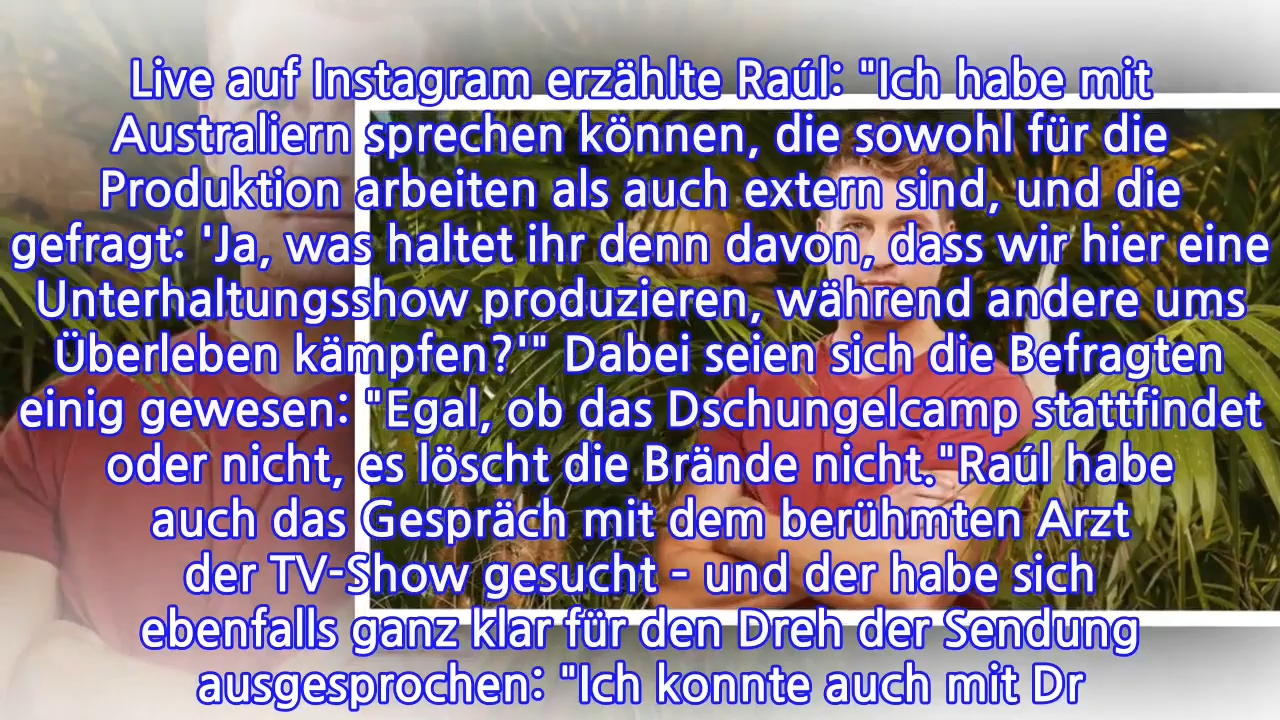 Live auf Instagram erzählte Raúl: "Ich habe mit
Australiern sprechen können, die sowohl für die
Produktion arbeiten als auch extern sind, und die
gefragt: 'Ja, was haltet ihr denn davon, dass wir hier eine
Unterhaltungsshow produzieren, während andere ums
Überleben kämpfen?'" Dabei seien sich die Befragten
einig gewesen: "Egal, ob das Dschungelcamp stattfindet
oder nicht, es löscht die Brände nicht."Raúl habe
auch das Gespräch mit dem berühmten Arzt
der TV-Show gesucht - und der habe sich
ebenfalls ganz klar für den Dreh der Sendung
ausgesprochen: "Ich konnte auch mit Dr